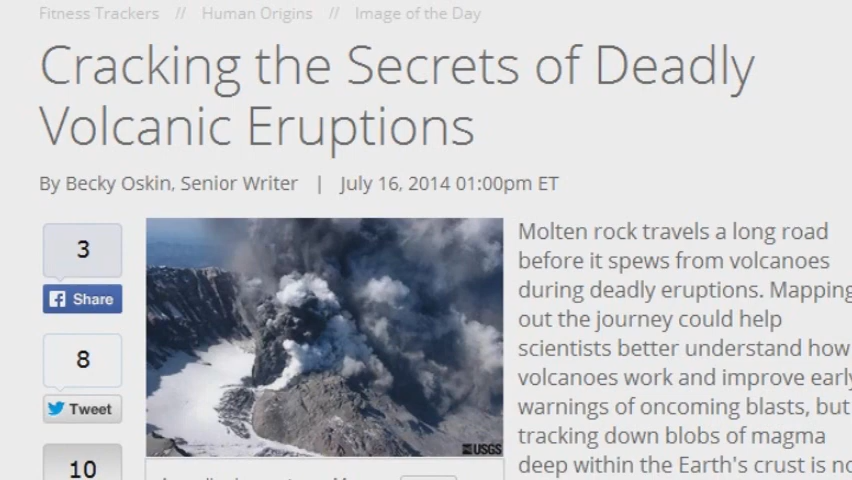 Fitness Trackers // Human Origins // Image of the Day
Cracking the Secrets of Deadly
Volcanic Eruptions
By Becky Oskin, Senior Writer | July 16, 2014 01:00pm ET
3
Share
8
Tweet
10
USGS
Molten rock travels a long road
before it spews from volcanoes
during deadly eruptions. Mapping
out the journey could help
scientists better understand how
volcanoes work and improve early
warnings of oncoming blasts, but
tracking down blobs of magma
deep within the Earth's crust is no